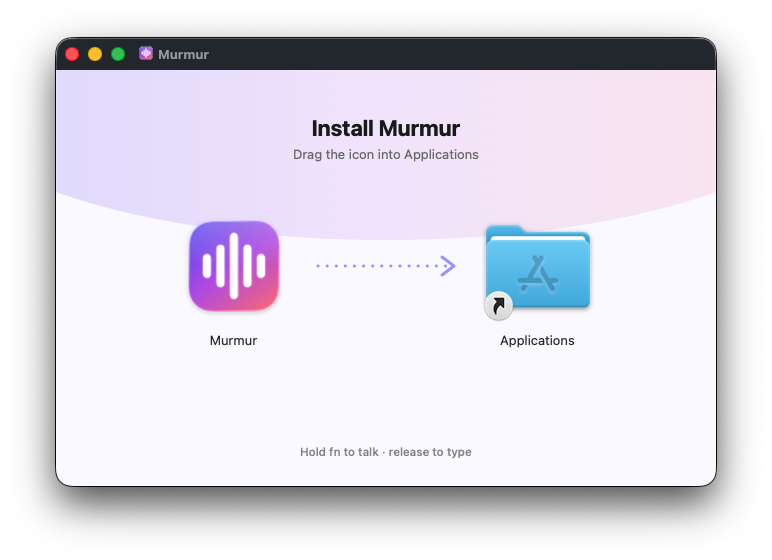 Murmur
Install Murmur
Drag the icon into Applications
Murmur
Applications
Hold fn to talk · release to type